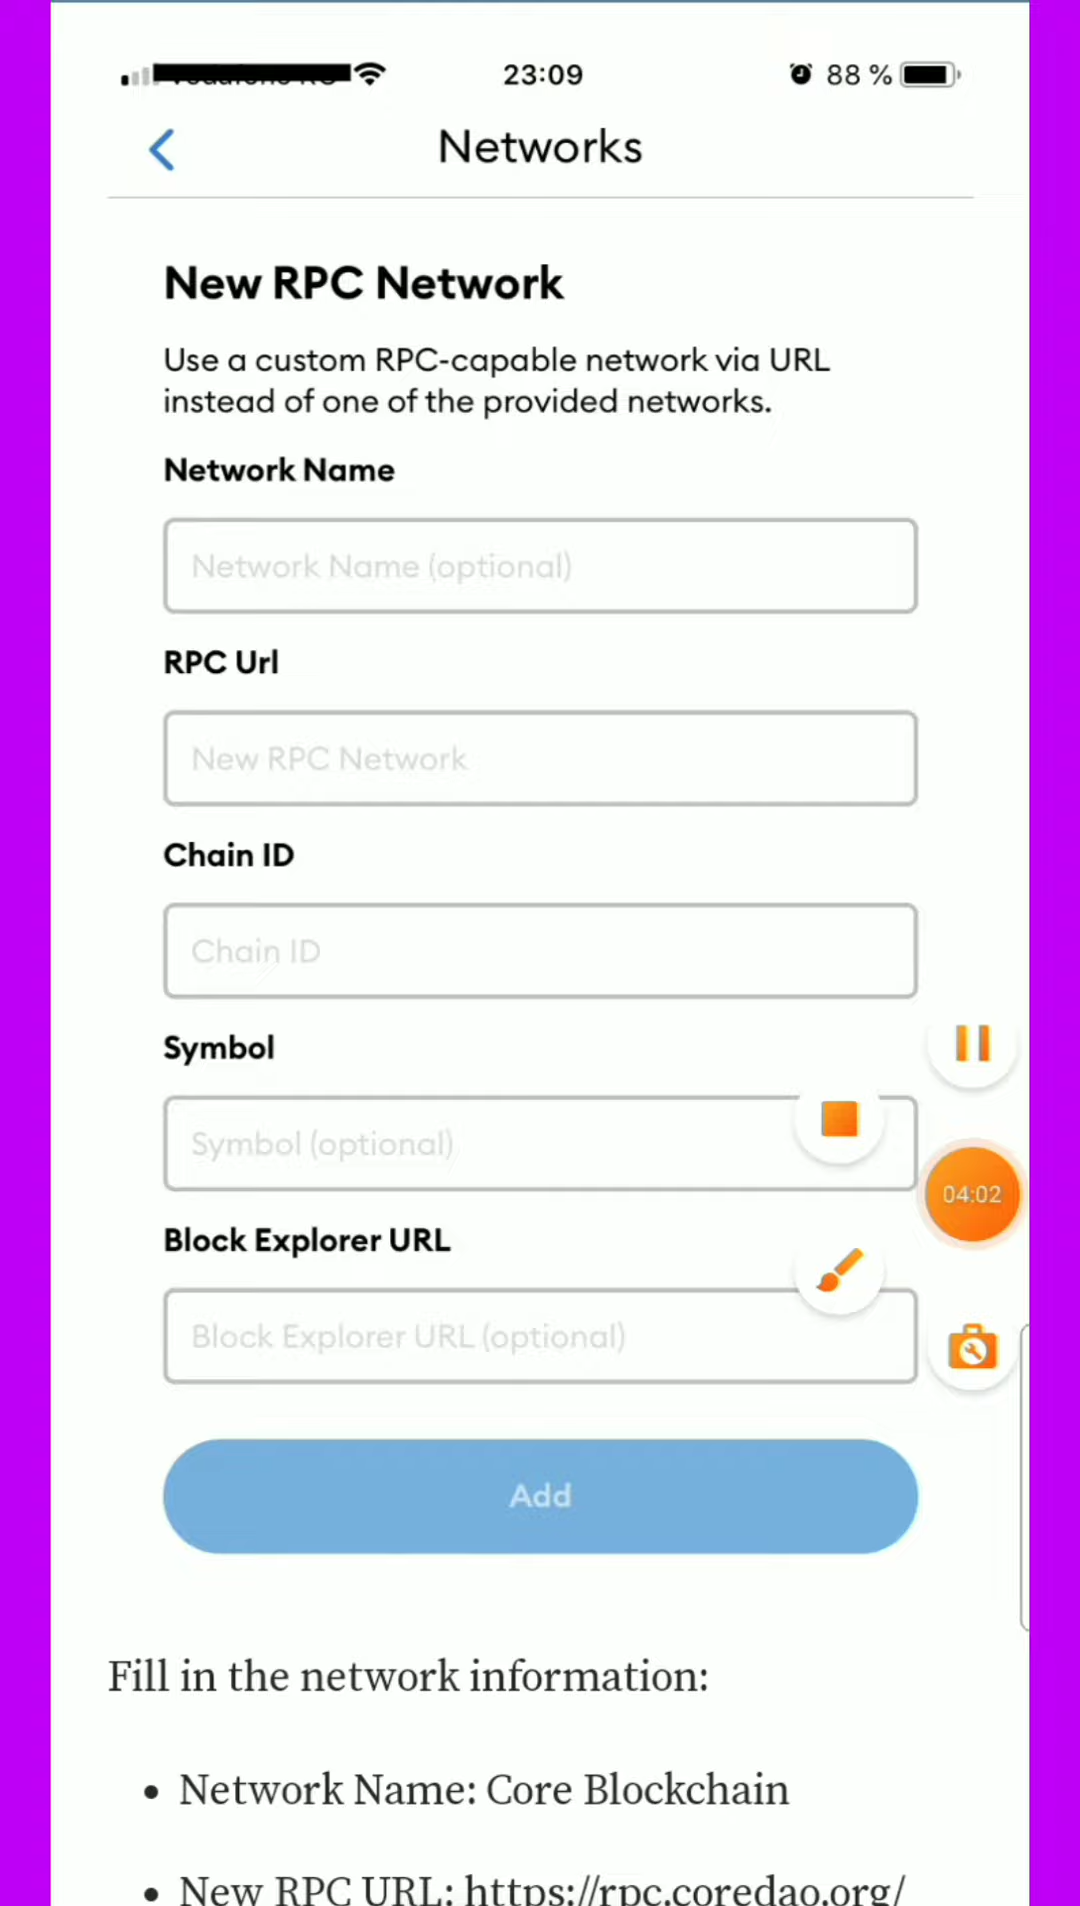 23:09
88 %
Networks
New RPC Network
Use a custom RPC-capable network via URL
instead of one of the provided networks.
Network Name
Network Name (optional)
RPC Url
New RPC Network
Chain ID
Chain ID
Symbol
Symbol (optional)
04:02
Block Explorer URL
Block Explorer URL (optional)
Add
Fill in the network information:
• Network Name: Core Blockchain
• New RPC URL: https://rpc.coredao.org/